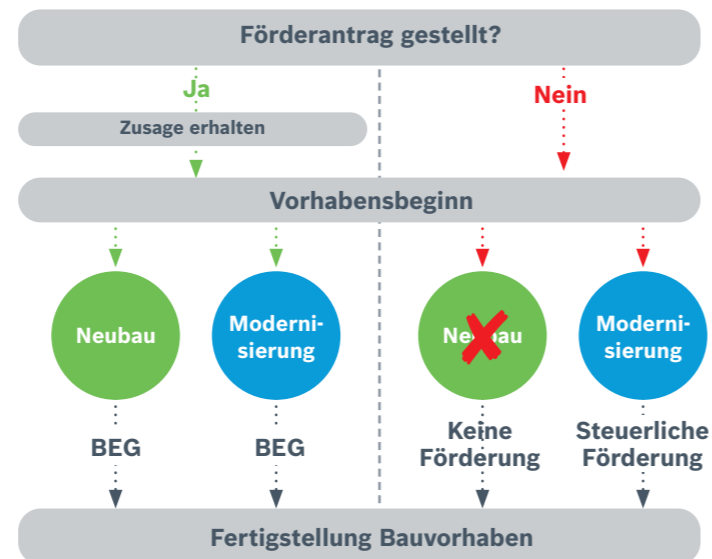 Förderantrag gestellt?
Ja
Nein
Zusage erhalten
Vorhabensbeginn
Neubau
Moderni-
sierung
Neubau
Moderni-
sierung
BEG
BEG
Keine
Förderung
Steuerliche
Förderung
Fertigstellung Bauvorhaben